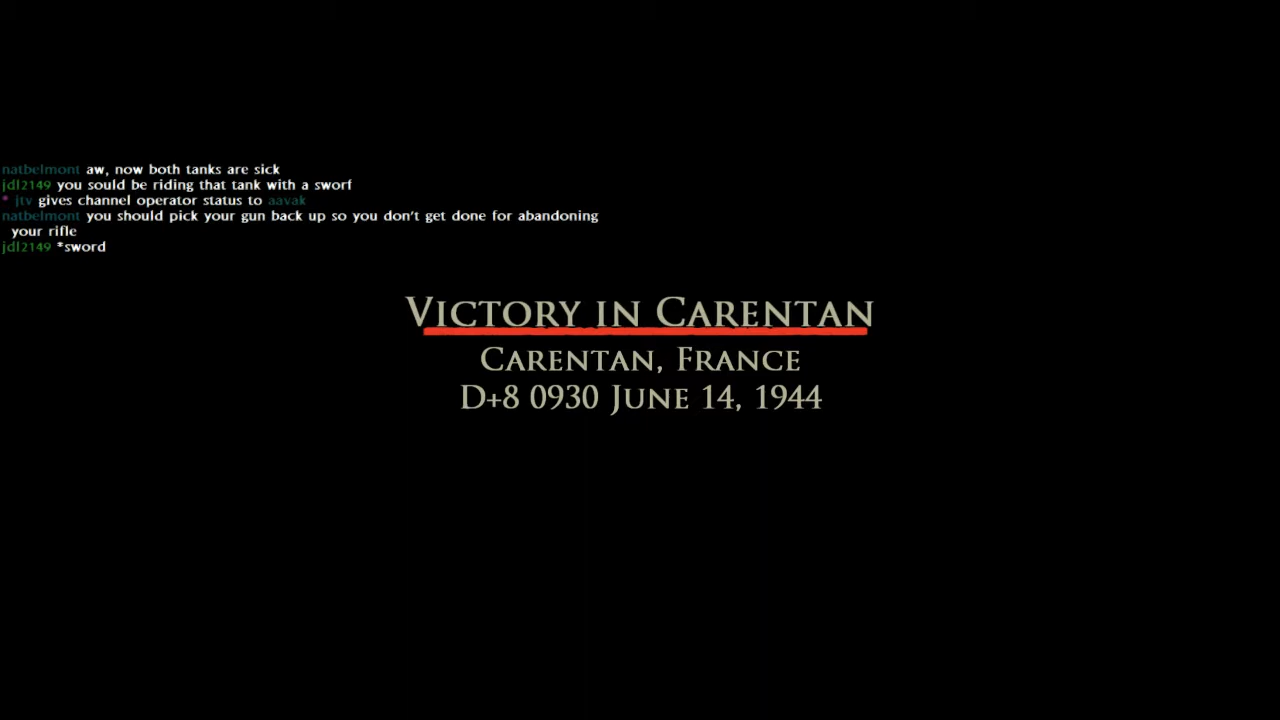 natbelmont aw, now both tanks are sick
jdl2149 you sould be riding that tank with a sworf
* jtv gives channel operator status to aavak
natbelmont you should pick your gun back up so you don't get done for abandoning
your rifle
jdl2149 *sword
Victory in Carentan
Carentan, France
D+8 0930 June 14, 1944